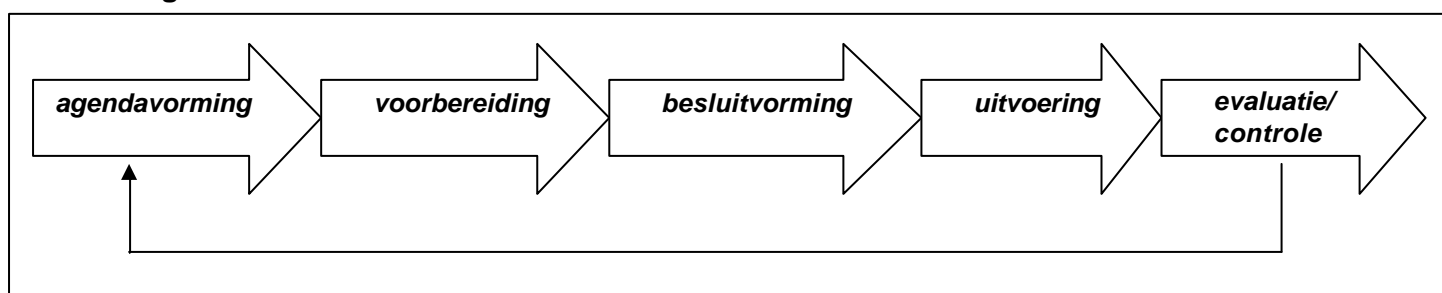 agendavorming
voorbereiding
besluitvorming
uitvoering
evaluatie/
controle